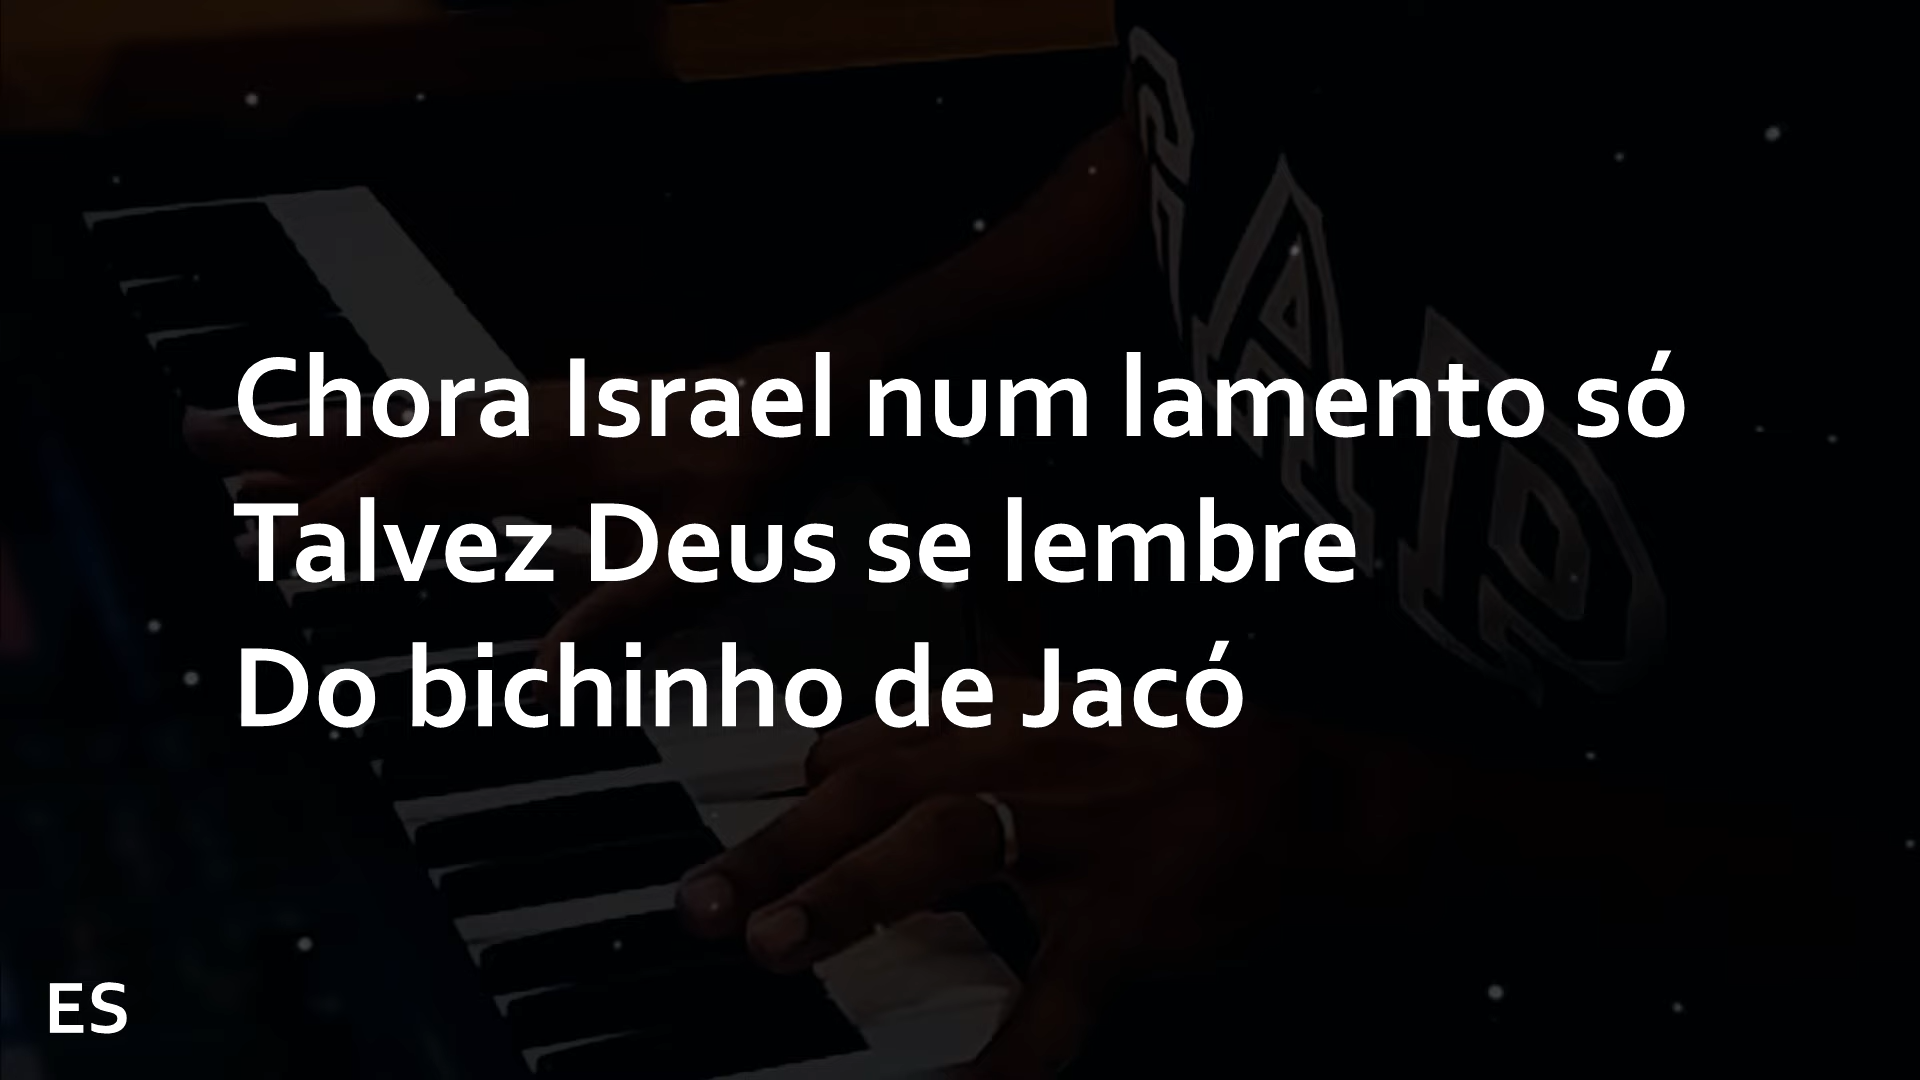 Chora Israel num lamento só
Talvez Deus se lembre
Do bichinho de Jacó
ES